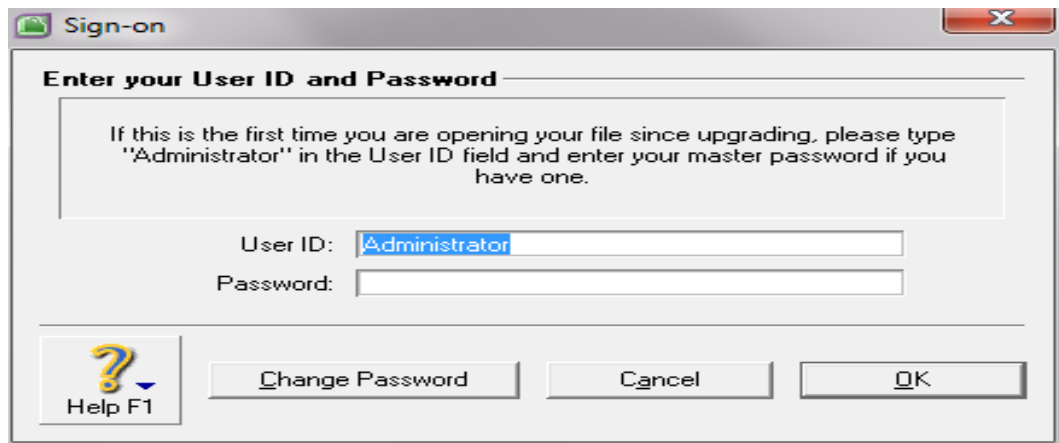 Sign-on
Enter your User ID and Password
If this is the first time you are opening your file since upgrading, please type
"Administrator" in the User ID field and enter your master password if you
have one.
User ID: Administrator
Password:
Help F1
Change Password
Cancel
OK